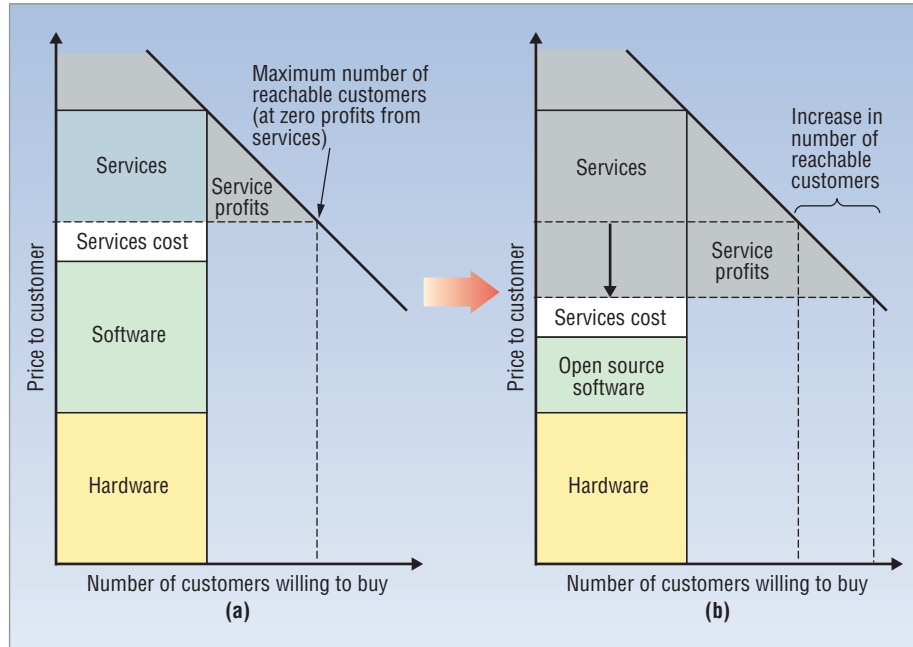 Price to customer
Services
Services cost
Software
Hardware
Service
profits
Maximum number of
reachable customers
(at zero profits from
services)
Number of customers willing to buy
(a)
Price to customer
Services
Services cost
Open source
software
Hardware
Service
profits
Increase in
number of
reachable
customers
Number of customers willing to buy
(b)